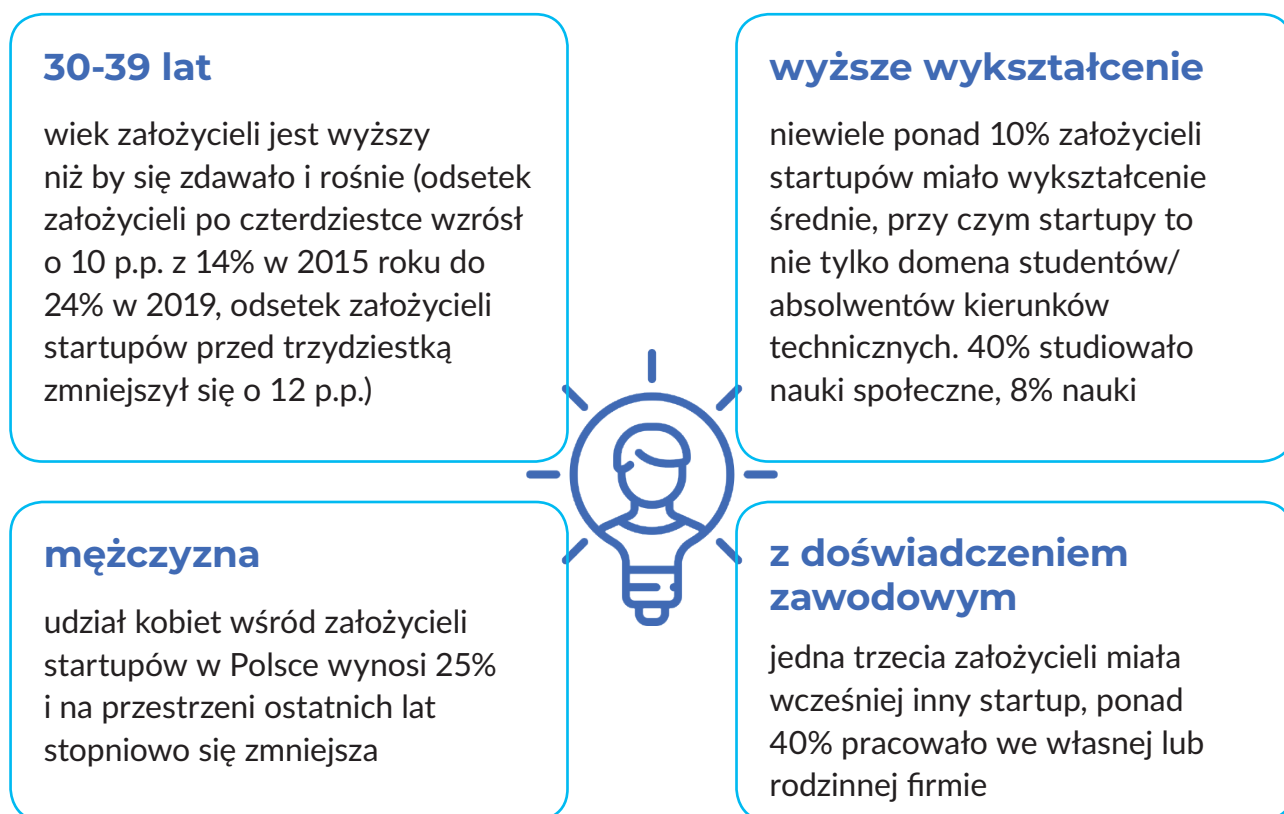 30-39 lat
wiek założycieli jest wyższy
niż by się zdawało i rośnie (odsetek
założycieli po czterdziestce wzrósł
o 10 p.p. z 14% w 2015 roku do
24% w 2019, odsetek założycieli
startupów przed trzydziestką
zmniejszył się o 12 p.p.)
wyższe wykształcenie
niewiele ponad 10% założycieli
startupów miało wykształcenie
średnie, przy czym startupy to
nie tylko domena studentów/
absolwentów kierunków
technicznych. 40% studiowało
nauki społeczne, 8% nauki
mężczyzna
udział kobiet wśród założycieli
startupów w Polsce wynosi 25%
i na przestrzeni ostatnich lat
stopniowo się zmniejsza
z doświadczeniem
zawodowym
jedna trzecia założycieli miała
wcześniej inny startup, ponad
40% pracowało we własnej lub
rodzinnej firmie